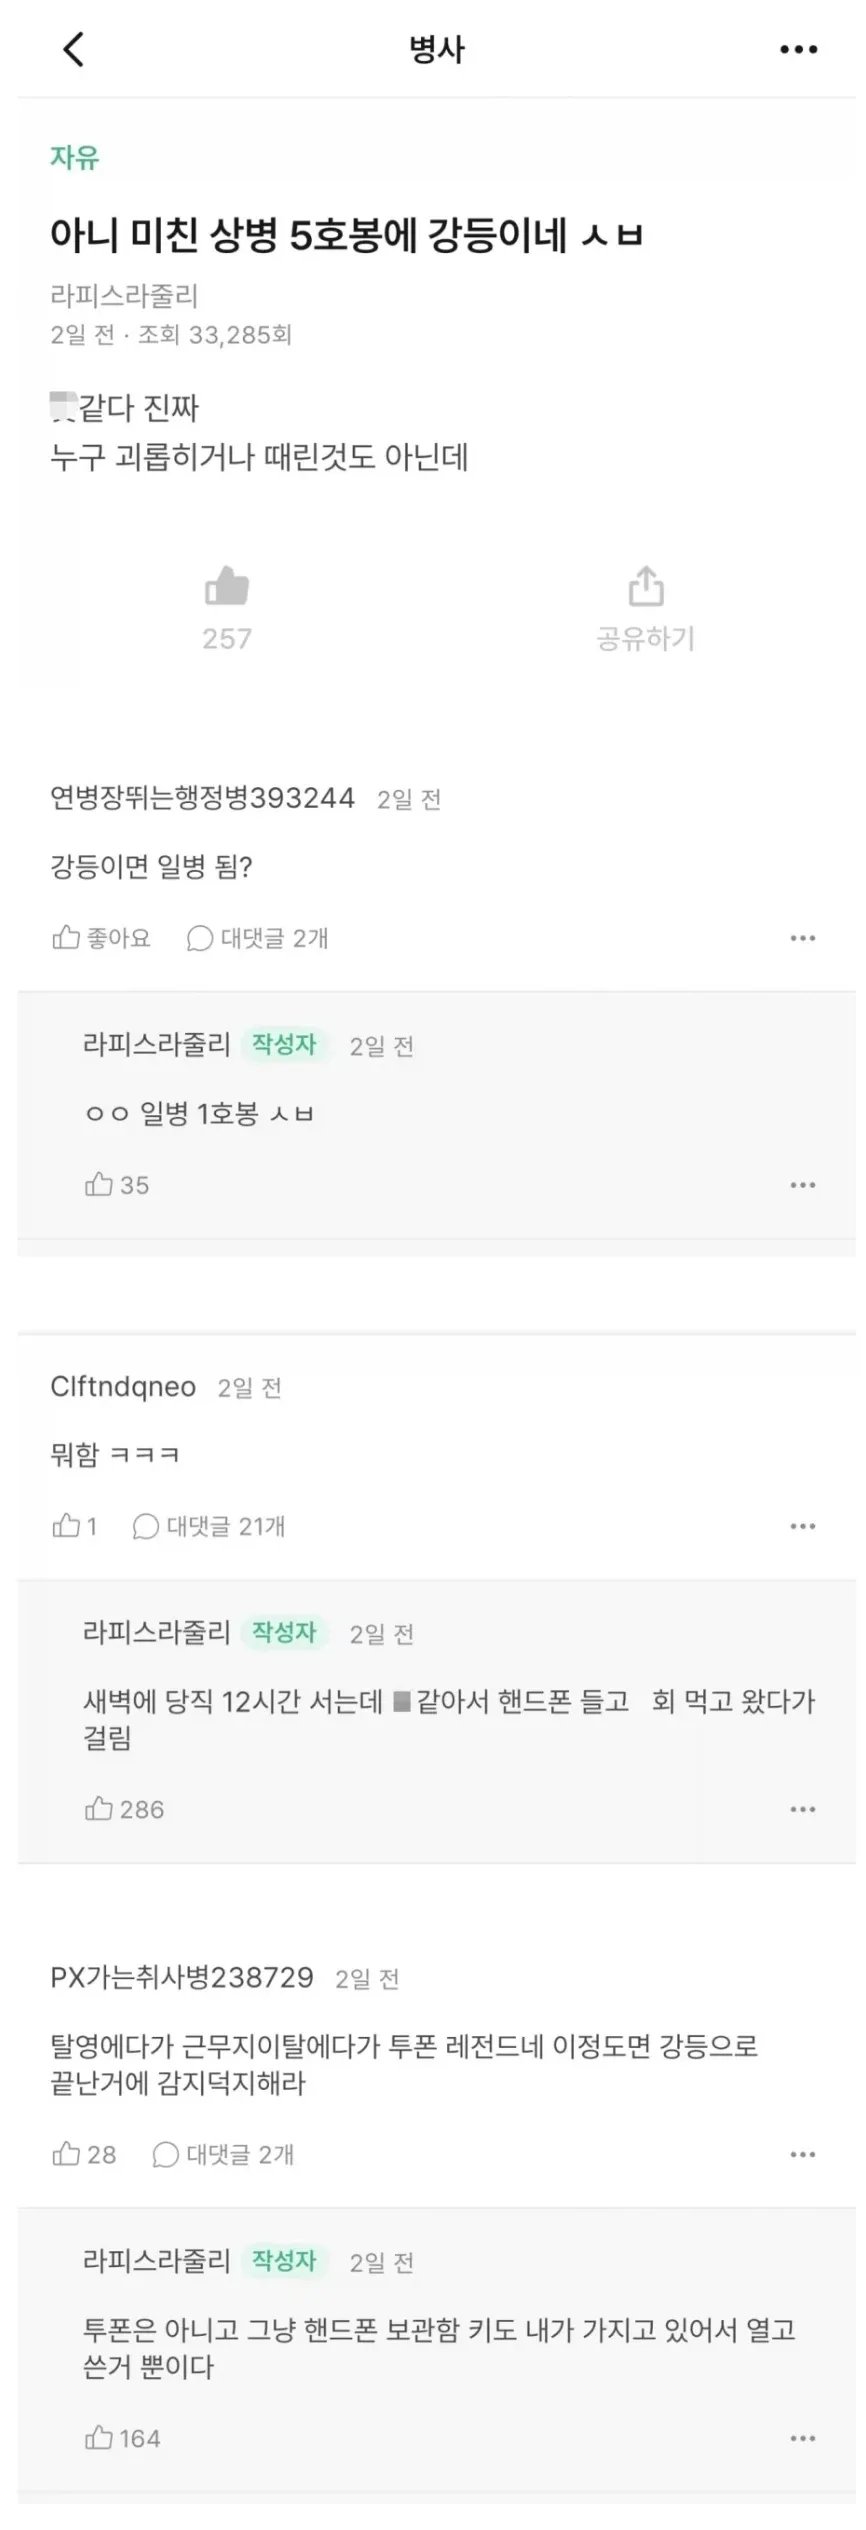 병사
자유
아니 미친 상병 5호봉에 강등이네 ㅅㅂ
라피스라줄리
2일 전 · 조회 33,285회
같다 진짜
누구 괴롭히거나 때린것도 아닌데
257
공유하기
연병장뛰는행정병393244 2일 전
강등이면 일병 됨?
좋아요 대댓글 2개
라피스라줄리 작성자 2일 전
ㅇㅇ 일병 1호봉 ㅅㅂ
35
Clftndqneo 2일 전
뭐함 ㅋㅋㅋ
1 대댓글 21개
라피스라줄리 작성자 2일 전
새벽에 당직 12시간 서는데 같아서 핸드폰 들고 회 먹고 왔다가
걸림
286
PX가는취사병238729 2일 전
탈영에다가 근무지이탈에다가 투폰 레전드네 이정도면 강등으로
끝난거에 감지덕지해라
28 대댓글 2개
라피스라줄리 작성자 2일 전
투폰은 아니고 그냥 핸드폰 보관함 키도 내가 가지고 있어서 열고
쓴거 뿐이다
164